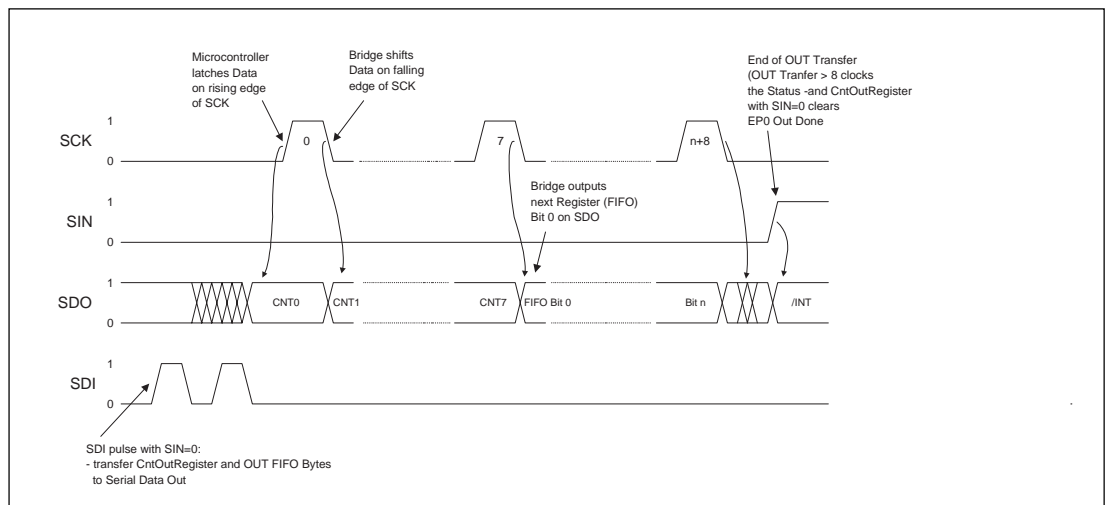 Microcontroller
latches Data
on rising edge
of SCK
Bridge shifts
Data on falling
edge of SCK
End of OUT Transfer
(OUT Tranfer > 8 clocks
the Status -and CntOutRegister
with SIN=0 clears
EP0 Out Done
SCK
1
0
0
7
n+8
Bridge outputs
next Register (FIFO)
Bit 0 on SDO
SIN
1
0
SDO
1
0
CNT0
CNT1
CNT7
FIFO Bit 0
Bit n
/INT
SDI
1
0
SDI pulse with SIN=0:
- transfer CntOutRegister and OUT FIFO Bytes
to Serial Data Out